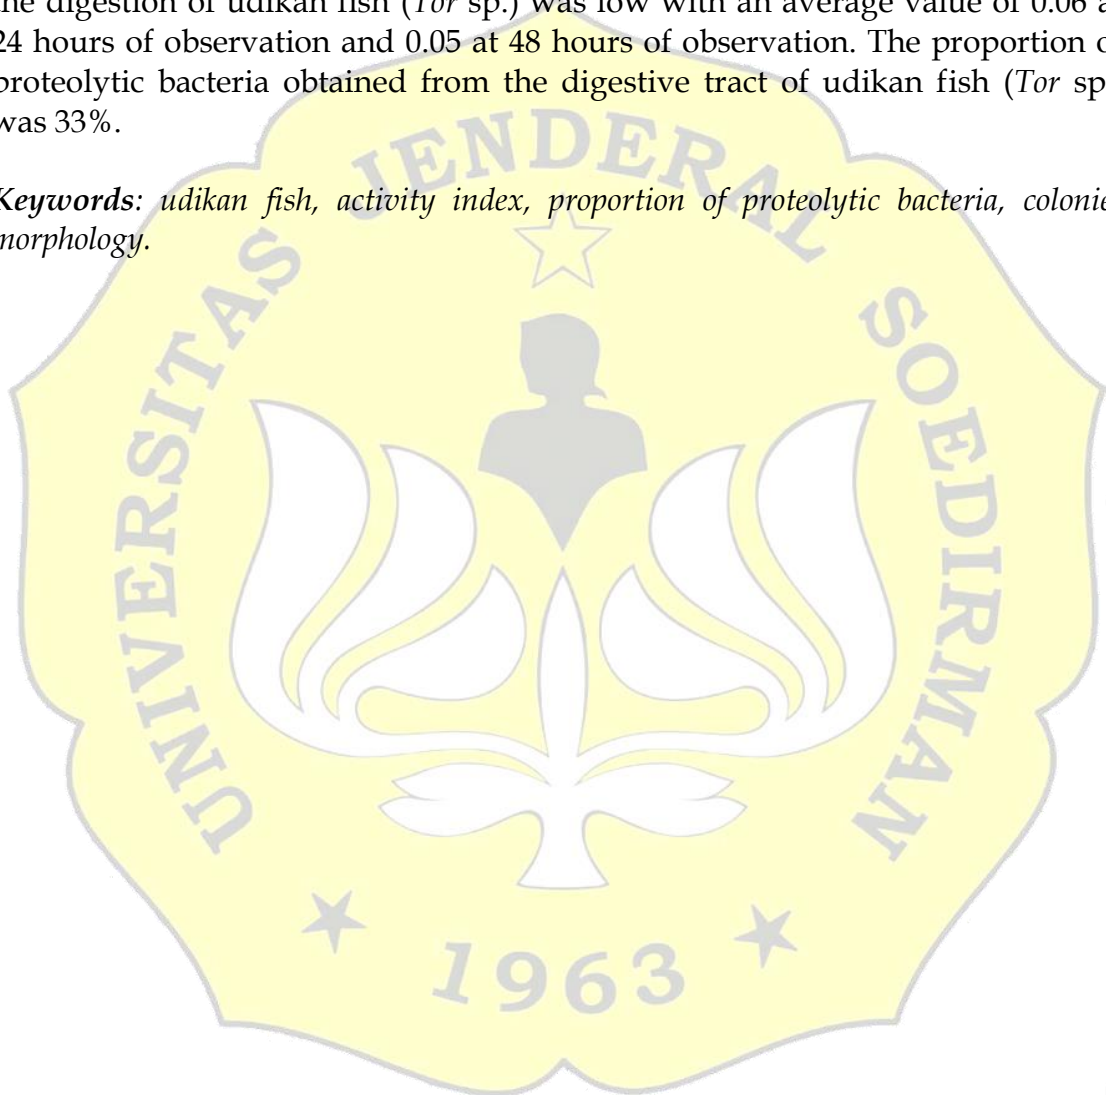 the digestion of udikan fish (Tor sp.) was low with an average value of 0.06 a
24 hours of observation and 0.05 at 48 hours of observation. The proportion o
proteolytic bacteria obtained from the digestive tract of udikan fish (Tor sp
was 33%.
Keywords: udikan fish, activity index, proportion of proteolytic bacteria, colonie
morphology.
UNIVERSITAS JENDERAL SOEDIRMAN
1963